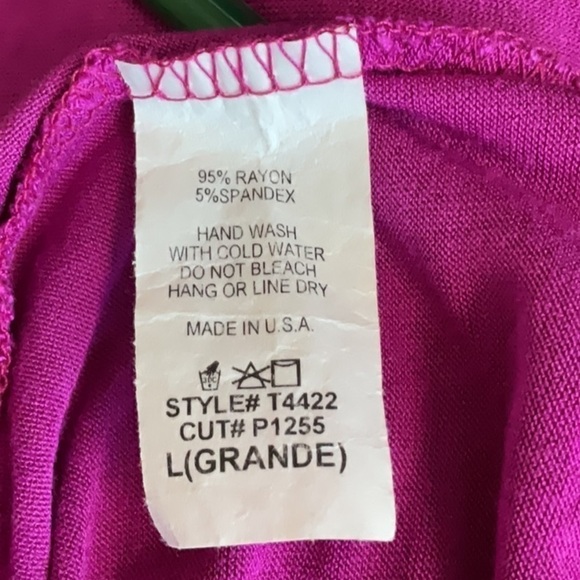 95% RAYON
5%SPANDEX
HAND WASH
WITH COLD WATER
DO NOT BLEACH
HANG OR LINE DRY
MADE IN U.S.A.
STYLE# T4422
CUT# P1255
L(GRANDE)